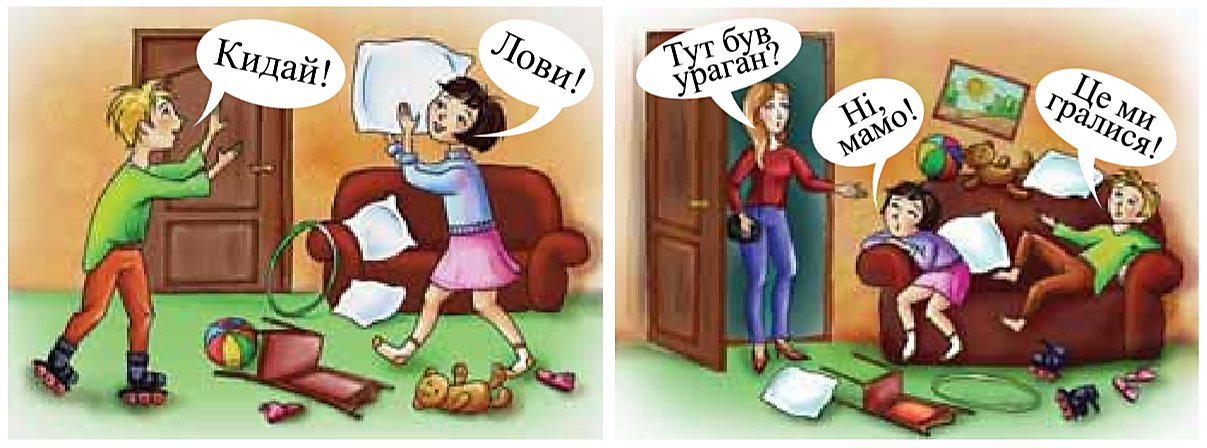 Кидай!
Лови!
Тут був
ураган?
Ні,
мамо!
Це ми
гралися!